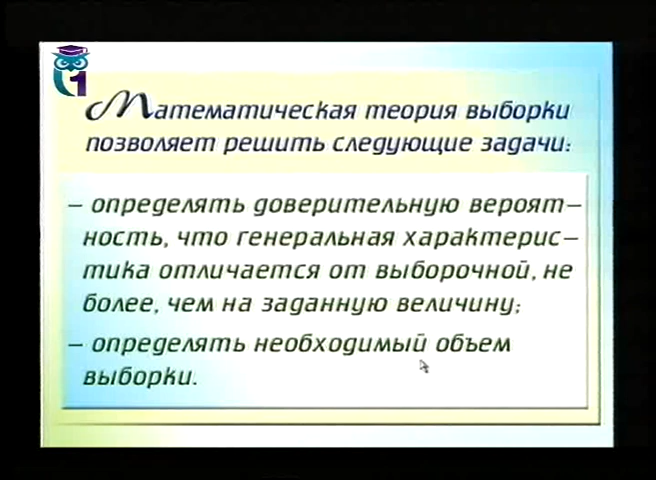 1
Математическая теория выборки
позволяет решить следующие задачи:
– определять доверительную вероят–
ность, что генеральная характерис–
тика отличается от выборочной, не
более, чем на заданную величину;
– определять необходимый объем
выборки.